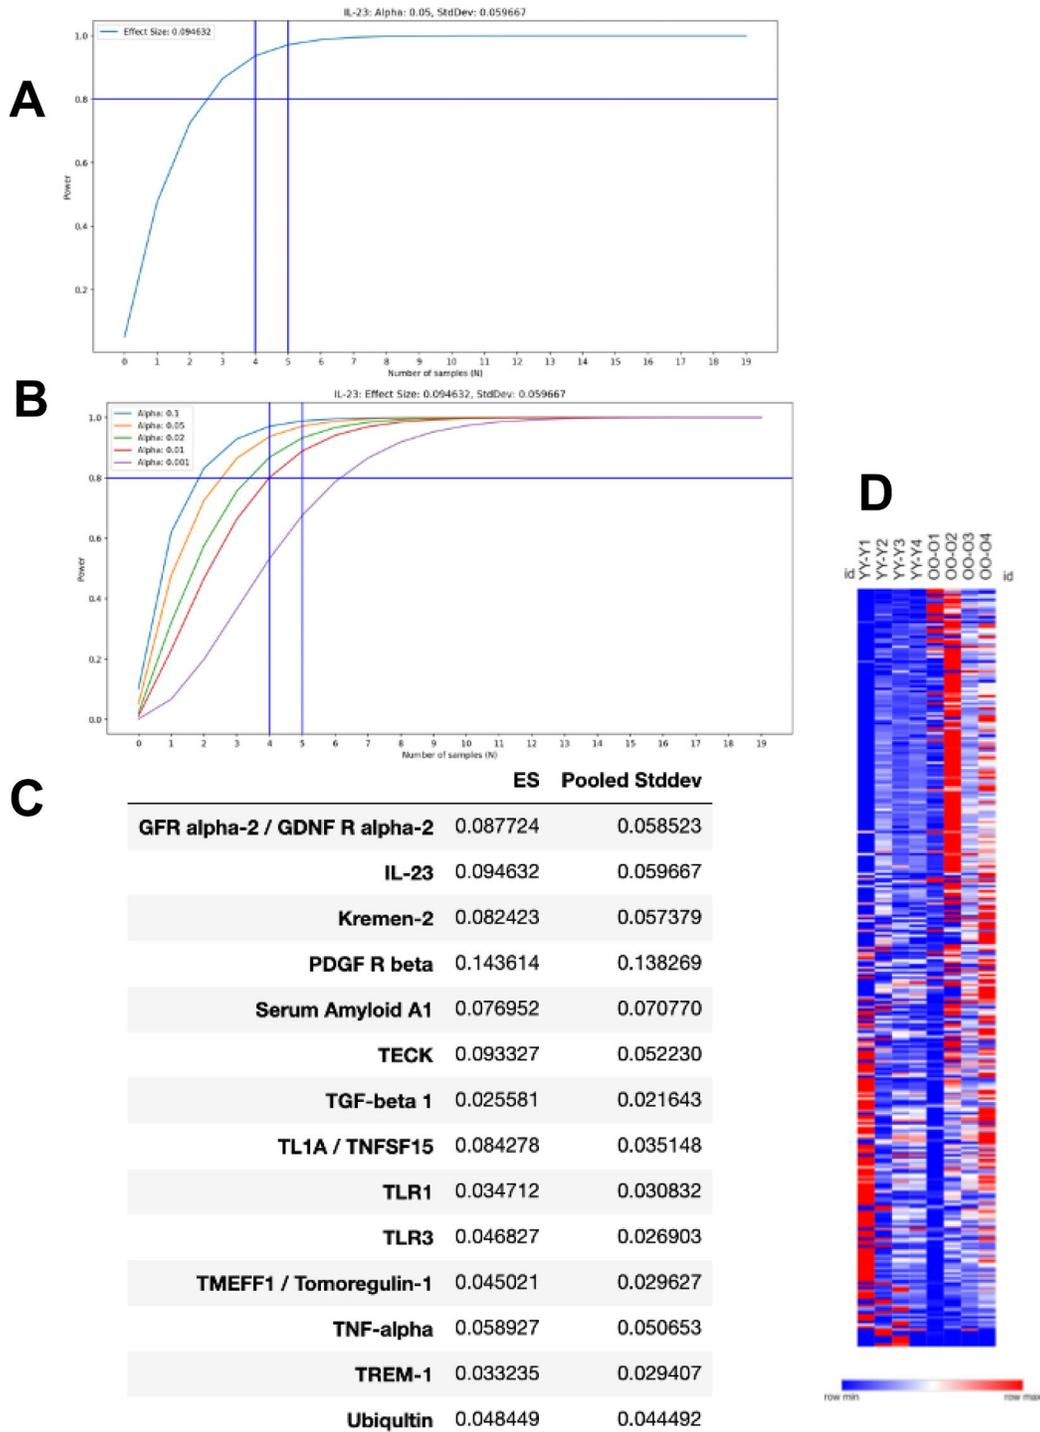 A
IL-23: Alpha: 0.05, StdDev: 0.059667
Effect Size: 0.094632
1.0
0.8
0.6
0.4
0.2
Power
0 1 2 3 4 5 6 7 8 9 10 11 12 13 14 15 16 17 18 19
Number of samples (N)
B
IL-23: Effect Size: 0.094632, StdDev: 0.059667
Alpha: 0.1
Alpha: 0.05
Alpha: 0.02
Alpha: 0.01
Alpha: 0.001
1.0
0.8
0.6
0.4
0.2
0.0
Power
0 1 2 3 4 5 6 7 8 9 10 11 12 13 14 15 16 17 18 19
Number of samples (N)
C
ES Pooled Stddev
GFR alpha-2 / GDNF R alpha-2 0.087724 0.058523
IL-23 0.094632 0.059667
Kremen-2 0.082423 0.057379
PDGF R beta 0.143614 0.138269
Serum Amyloid A1 0.076952 0.070770
TECK 0.093327 0.052230
TGF-beta 1 0.025581 0.021643
TL1A / TNFSF15 0.084278 0.035148
TLR1 0.034712 0.030832
TLR3 0.046827 0.026903
TMEFF1 / Tomoregulin-1 0.045021 0.029627
TNF-alpha 0.058927 0.050653
TREM-1 0.033235 0.029407
Ubiqultin 0.048449 0.044492
D
id YY-Y1 YY-Y2 YY-Y3 YY-Y4 OO-O1 OO-O2 OO-O3 OO-O4 id
row min row max